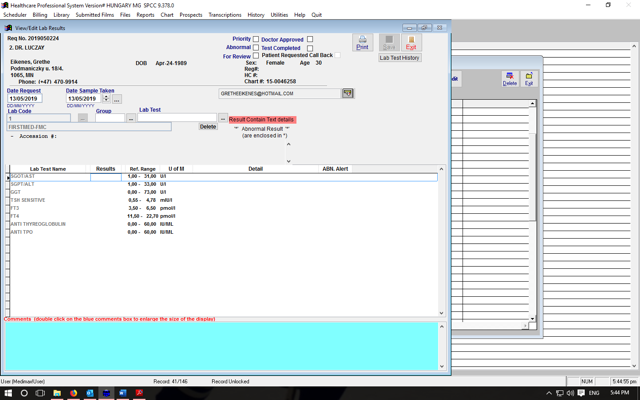 Healthcare Professional System Version# HUNGARY MG SPCC 9.378.0
Scheduler Billing Library Submitted Films Files Reports Chart Prospects Transcription History Utilities Help Quit
View/Edit Lab Results
Req No. 2019050224
2. DR. LUCZAY
Priority Doctor Approved
Abnormal Test Completed
For Review Patient Requested Call Back
Print Save Exit
Lab Test History
Eikenes, Grethe
Podmaniczky u. 18/4.
1065, MN
Phone: (+47) 470-9914
DOB Apr-24-1989
Sex: Female Age 30
Reg#:
HC #:
Chart #: 15-0046258
Date Request Date Sample Taken
13/05/2019 13/05/2019 ...
DD/MM/YYYY DD/MM/YYYY
GRETHEEIKENES@HOTMAIL.COM
Lab Code Group Lab Test
1 ... ... ...
Result Contain Text details
FIRSTMED-FMC Delete
Abnormal Result
(are enclosed in *)
- Accession #:
Lab Test Name Results Ref. Range U of M Detail ABN. Alert
SGOT/AST 1,00 - 31,00 U/l
SGPT/ALT 1,00 - 33,00 U/l
GGT 0,00 - 73,00 U/l
TSH SENSITIVE 0,55 - 4,78 mIU/l
FT3 3,50 - 6,50 pmol/l
FT4 11,50 - 22,70 pmol/l
ANTI THYREOGLOBULIN 0,00 - 60,00 IU/ML
ANTI TPO 0,00 - 60,00 IU/ML
Comments (double click on the blue comments box to enlarge the size of the display)
Delete Exit
User (Medimax/User) Record: 41/146 Record Unlocked NUM 5:44:55 pm
ENG 5:44 PM